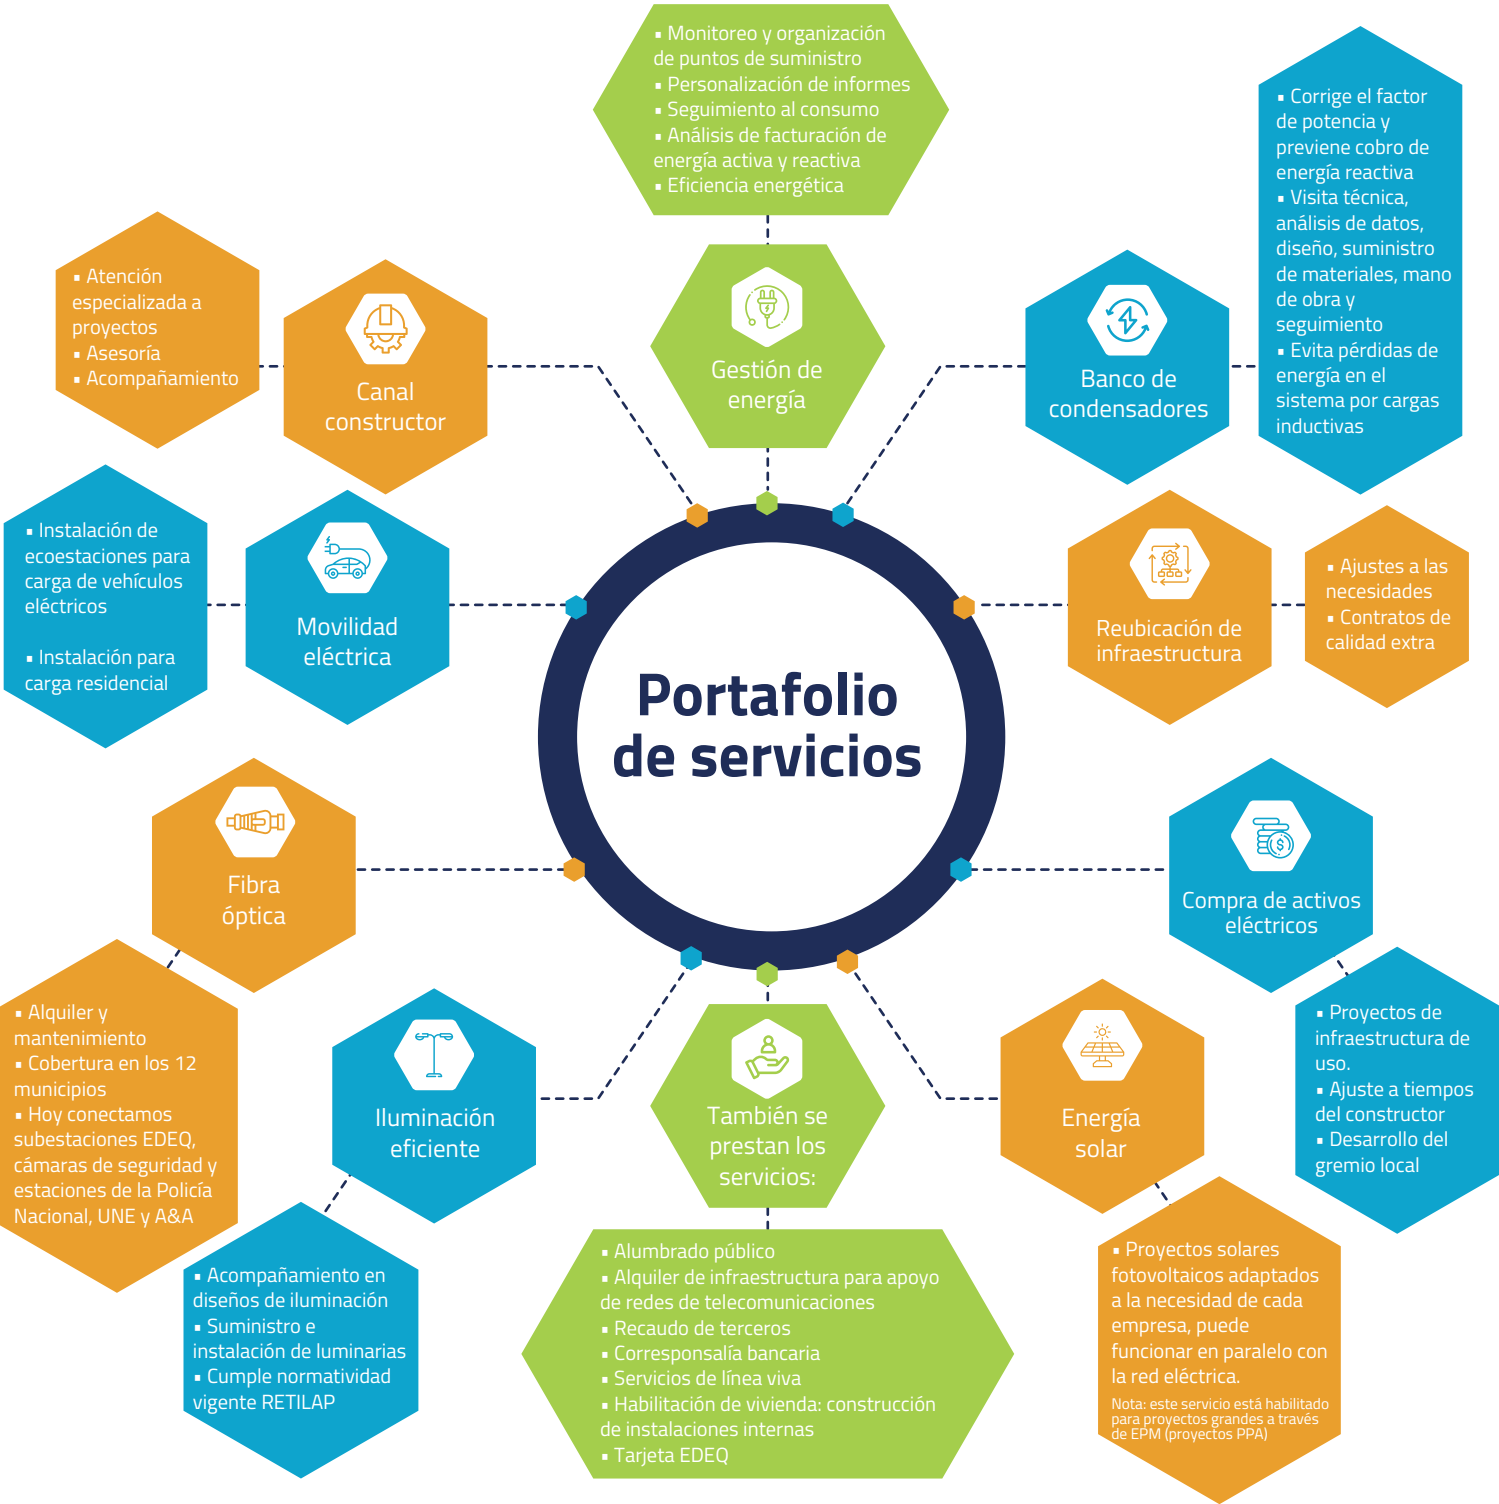 Portafolio
de servicios
▪ Monitoreo y organización
de puntos de suministro
▪ Personalización de informes
▪ Seguimiento al consumo
▪ Análisis de facturación de
energía activa y reactiva
▪ Eficiencia energética
Gestión de
energía
▪ Corrige el factor
de potencia y
previene cobro de
energía reactiva
▪ Visita técnica,
análisis de datos,
diseño, suministro
de materiales, mano
de obra y
seguimiento
▪ Evita pérdidas de
energía en el
sistema por cargas
inductivas
Banco de
condensadores
Reubicación de
infraestructura
▪ Ajustes a las
necesidades
▪ Contratos de
calidad extra
Compra de activos
eléctricos
▪ Proyectos de
infraestructura de
uso.
▪ Ajuste a tiempos
del constructor
▪ Desarrollo del
gremio local
Energía
solar
▪ Proyectos solares
fotovoltaicos adaptados
a la necesidad de cada
empresa, puede
funcionar en paralelo con
la red eléctrica.
Nota: este servicio está habilitado
para proyectos grandes a través
de EPM (proyectos PPA)
También se
prestan los
servicios:
▪ Alumbrado público
▪ Alquiler de infraestructura para apoyo
de redes de telecomunicaciones
▪ Recaudo de terceros
▪ Corresponsalía bancaria
▪ Servicios de línea viva
▪ Habilitación de vivienda: construcción
de instalaciones internas
▪ Tarjeta EDEQ
Iluminación
eficiente
▪ Acompañamiento en
diseños de iluminación
▪ Suministro e
instalación de luminarias
▪ Cumple normatividad
vigente RETILAP
Fibra
óptica
▪ Alquiler y
mantenimiento
▪ Cobertura en los 12
municipios
▪ Hoy conectamos
subestaciones EDEQ,
cámaras de seguridad y
estaciones de la Policía
Nacional, UNE y A&A
Movilidad
eléctrica
▪ Instalación de
ecoestaciones para
carga de vehículos
eléctricos
▪ Instalación para
carga residencial
Canal
constructor
▪ Atención
especializada a
proyectos
▪ Asesoría
▪ Acompañamiento